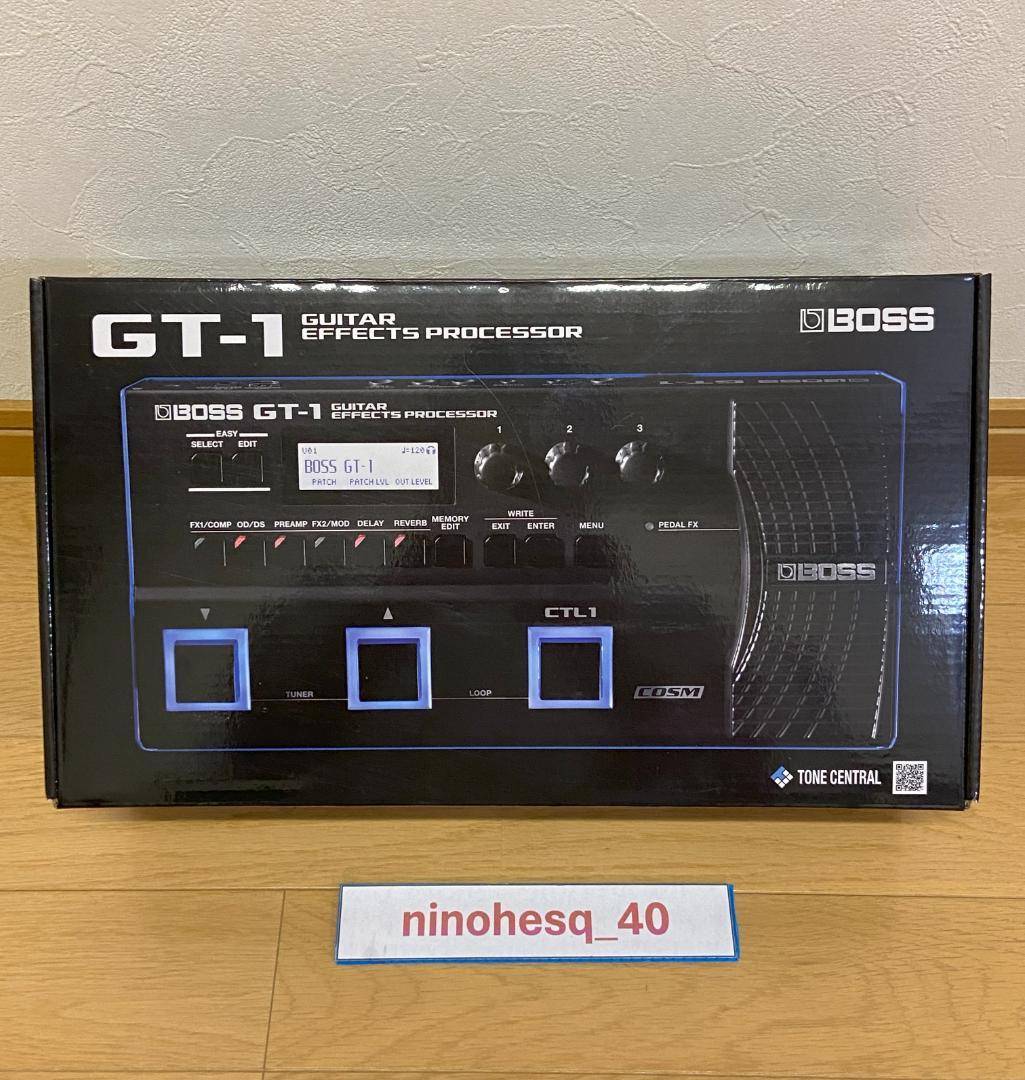 GT-1 GUITAR EFFECTS PROCESSOR
BOSS
BOSS GT-1 GUITAR EFFECTS PROCESSOR
EASY
SELECT EDIT
U01 ♩=120
BOSS GT-1
PATCH PATCH LVL OUT LEVEL
1 2 3
FX1/COMP OD/DS PREAMP FX2/MOD DELAY REVERB MEMORY EDIT
WRITE
EXIT ENTER MENU
PEDAL FX
BOSS
▼ ▲ CTL1
TUNER LOOP COSM
TONE CENTRAL
ninohesq_40